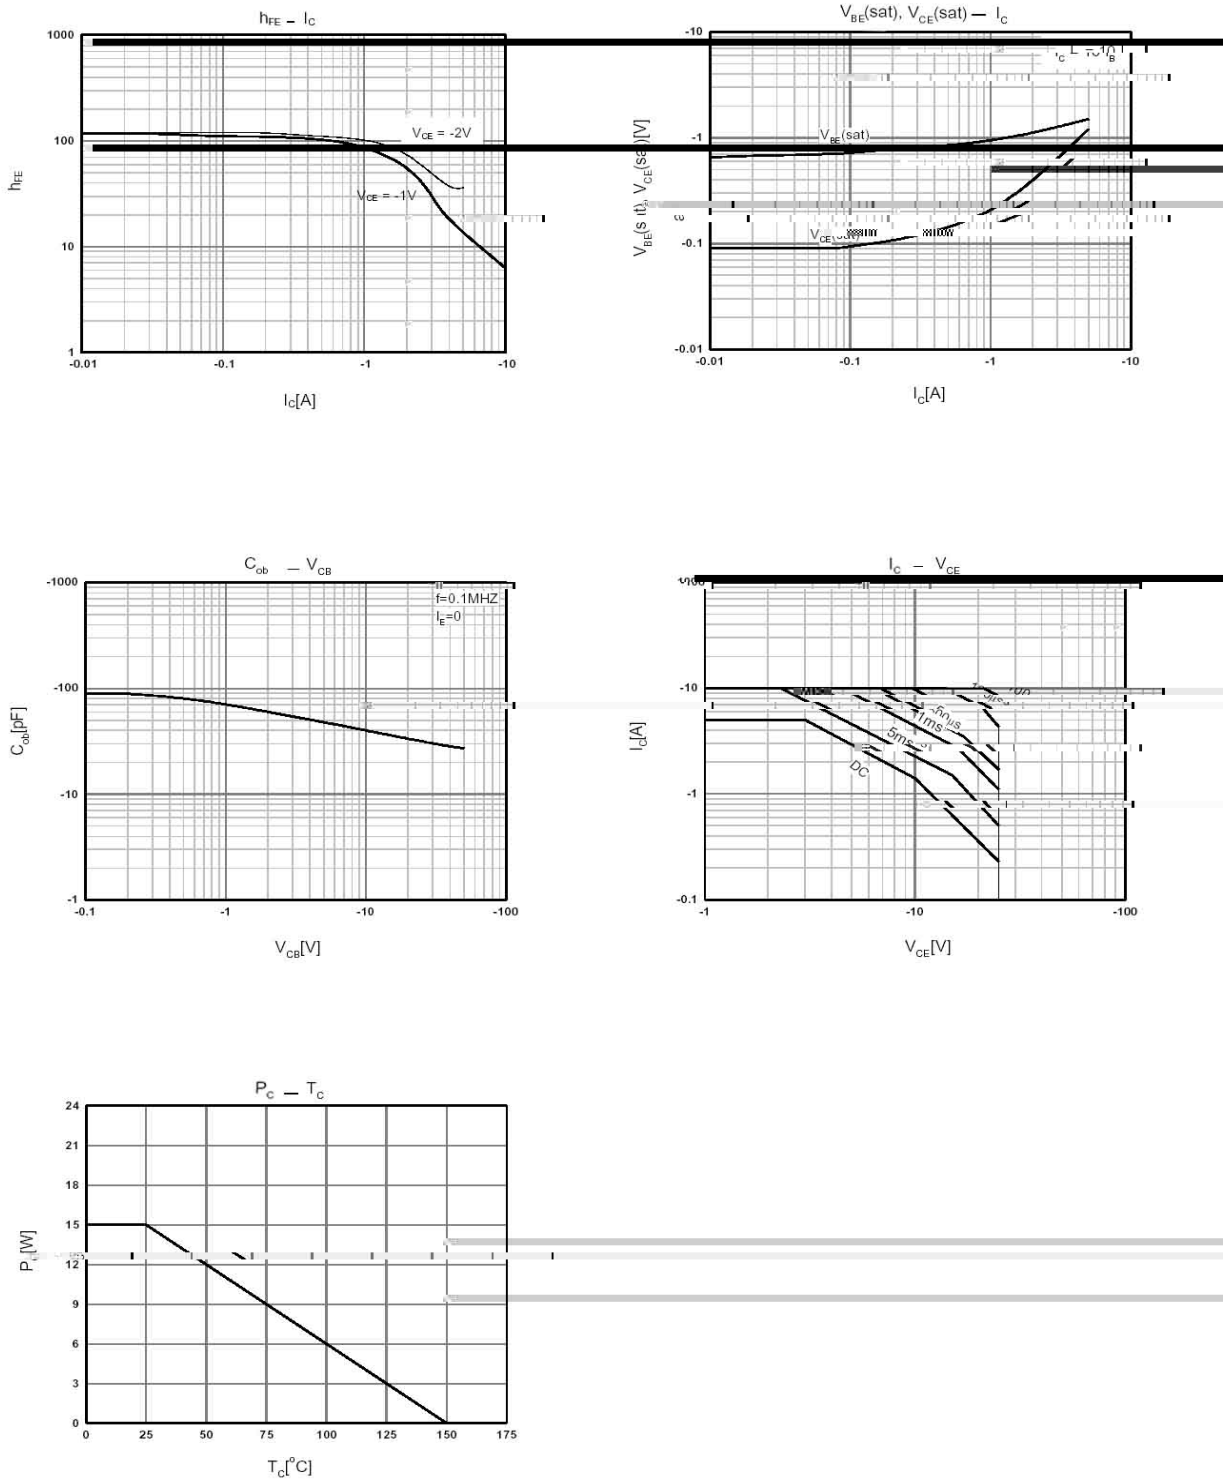 hFE – IC
1000
100
10
1
hFE
VCE = -2V
VCE = -1V
-0.01
-0.1
-1
-10
IC[A]
VBE(sat), VCE(sat) — IC
-10
-1
-0.1
-0.01
VCE(sat)[V]
VBE(sat)
VCE(sat)
-0.01
-0.1
-1
-10
IC[A]
Cob — VCB
-1000
-100
-10
-1
Cob[pF]
f=0.1MHZ
IE=0
-0.1
-1
-10
-100
VCB[V]
IC – VCE
-10
-1
-0.1
IC[A]
1ms
5ms
DC
-1
-10
-100
VCE[V]
PC — TC
24
21
18
15
12
9
6
3
0
[W]
0
25
50
75
100
125
150
175
TC[°C]